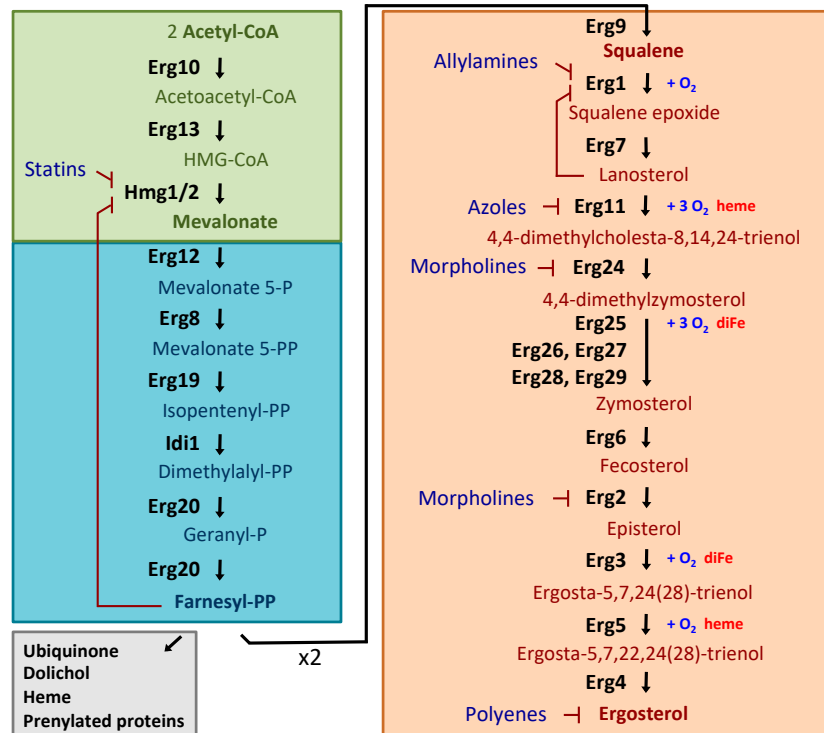 2 Acetyl-CoA
Erg10
Acetoacetyl-CoA
Erg13
HMG-CoA
Statins
Hmg1/2
Mevalonate
Erg12
Mevalonate 5-P
Erg8
Mevalonate 5-PP
Erg19
Isopentenyl-PP
Idi1
Dimethylalyl-PP
Erg20
Geranyl-P
Erg20
Farnesyl-PP
Ubiquinone
Dolichol
Heme
Prenylated proteins
x2
Erg9
Squalene
Allylamines
Erg1 + O₂
Squalene epoxide
Erg7
Lanosterol
Azoles Erg11 + 3 O₂ heme
4,4-dimethylcholesta-8,14,24-trienol
Morpholines Erg24
4,4-dimethylzymosterol
Erg25 + 3 O₂ diFe
Erg26, Erg27
Erg28, Erg29
Zymosterol
Erg6
Fecosterol
Morpholines Erg2
Episterol
Erg3 + O₂ diFe
Ergosta-5,7,24(28)-trienol
Erg5 + O₂ heme
Ergosta-5,7,22,24(28)-trienol
Erg4
Polyenes Ergosterol